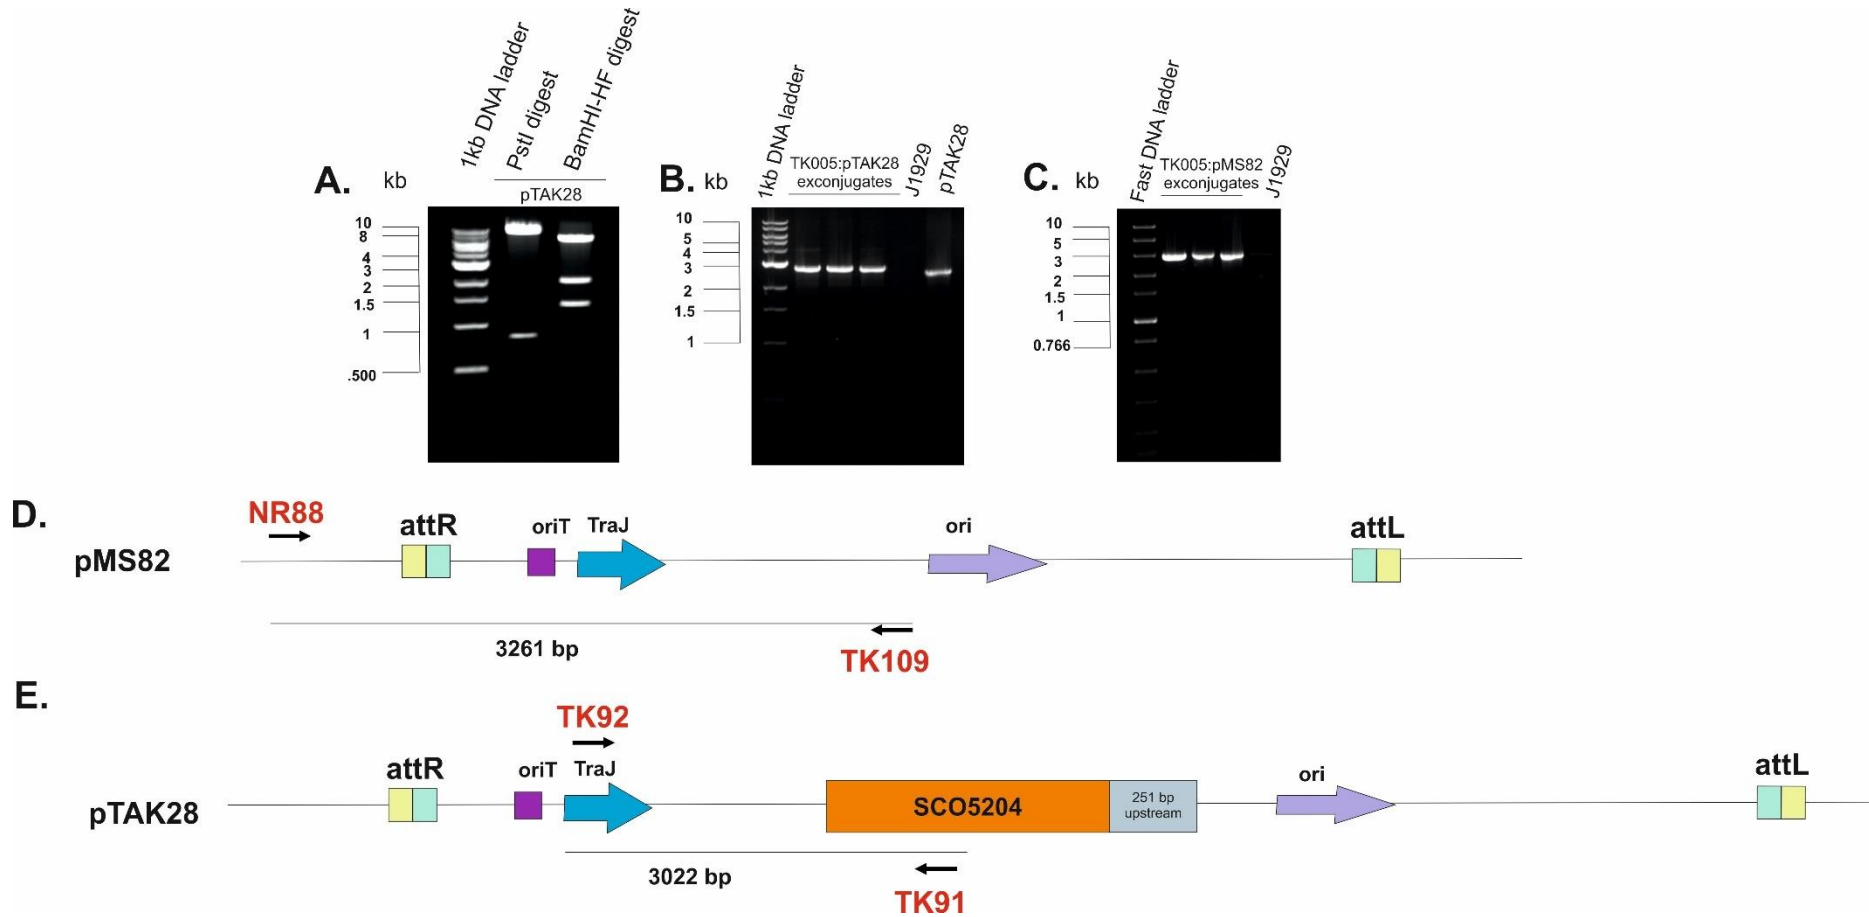 A.
kb
1kb DNA ladder
PstI digest
BamHI-HF digest
pTAK28
10
8
4
3
2
1.5
1
.500
B.
kb
1kb DNA ladder
TK005:pTAK28
exconjugates
J1929
pTAK28
10
5
4
3
2
1.5
1
C.
kb
Fast DNA ladder
TK005:pMS82
exconjugates
J1929
10
5
3
2
1.5
1
0.766
D.
pMS82
NR88
attR
oriT
TraJ
ori
attL
3261 bp
TK109
E.
pTAK28
TK92
attR
oriT
TraJ
SCO5204
251 bp
upstream
ori
attL
3022 bp
TK91